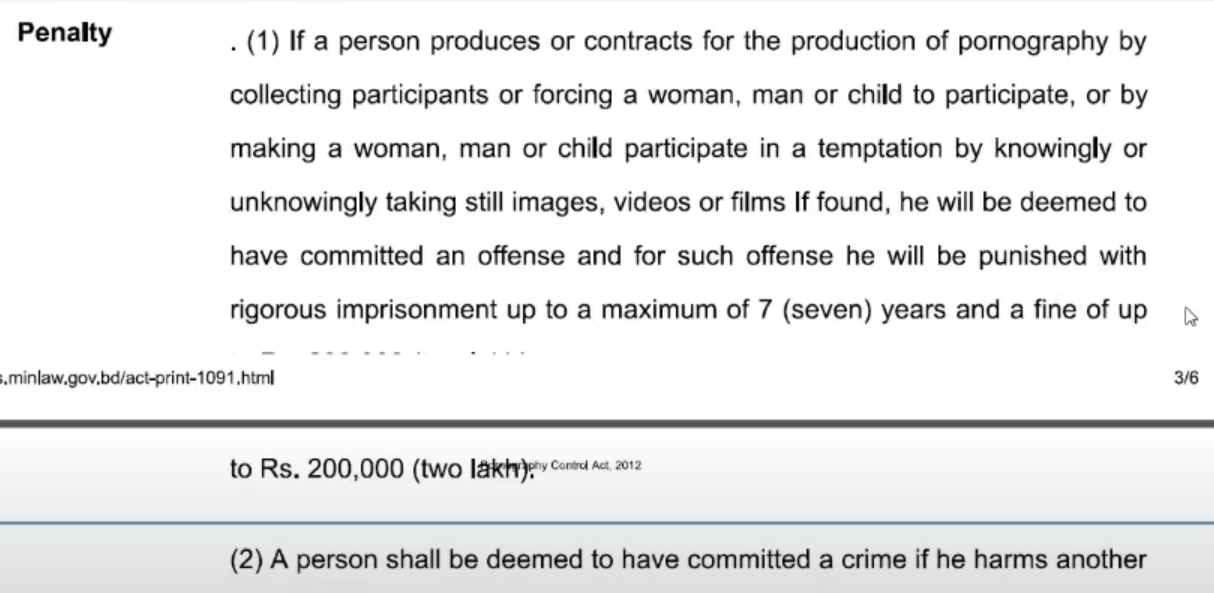 Penalty
. (1) If a person produces or contracts for the production of pornography by
collecting participants or forcing a woman, man or child to participate, or by
making a woman, man or child participate in a temptation by knowingly or
unknowingly taking still images, videos or films If found, he will be deemed to
have committed an offense and for such offense he will be punished with
rigorous imprisonment up to a maximum of 7 (seven) years and a fine of up
s.minlaw.gov.bd/act-print-1091.html
3/6
to Rs. 200,000 (two lakh).
Control Act, 2012
(2) A person shall be deemed to have committed a crime if he harms another